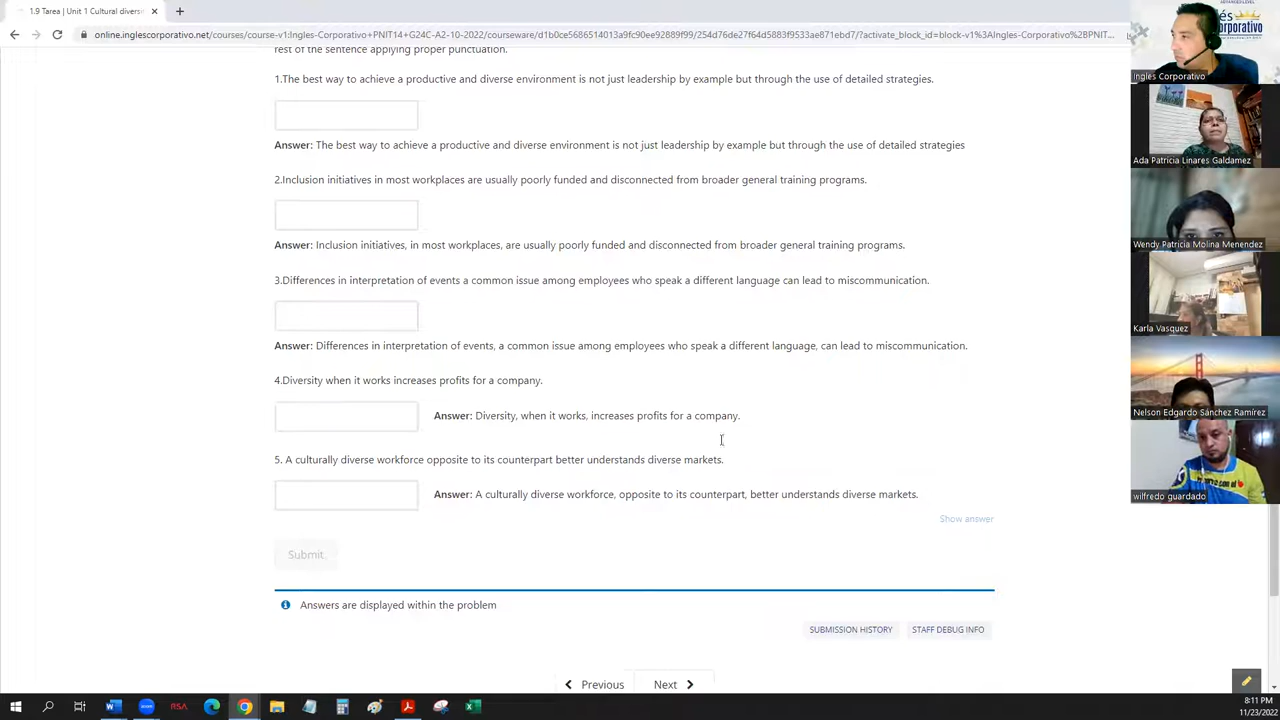 1.9 Tarea | Unit 1 Cultural diversi
online.inglescorporativo.net/courses/course-v1:Ingles-Corporativo+PNIT14+G24C-A2-10-2022/
rest of the sentence applying proper punctuation.
1.The best way to achieve a productive and diverse environment is not just leadership by example but through the use of detailed strategies.
Answer: The best way to achieve a productive and diverse environment is not just leadership by example but through the use of detailed strategies
2.Inclusion initiatives in most workplaces are usually poorly funded and disconnected from broader general training programs.
Answer: Inclusion initiatives, in most workplaces, are usually poorly funded and disconnected from broader general training programs.
3.Differences in interpretation of events a common issue among employees who speak a different language can lead to miscommunication.
Answer: Differences in interpretation of events, a common issue among employees who speak a different language, can lead to miscommunication.
4.Diversity when it works increases profits for a company.
Answer: Diversity, when it works, increases profits for a company.
5. A culturally diverse workforce opposite to its counterpart better understands diverse markets.
Answer: A culturally diverse workforce, opposite to its counterpart, better understands diverse markets.
Show answer
Submit
Answers are displayed within the problem
SUBMISSION HISTORY
STAFF DEBUG INFO
Previous
Next
Ingles Corporativo
Ada Patricia Linares Galdamez
Wendy Patricia Molina Menendez
Karla Vasquez
Nelson Edgardo Sánchez Ramírez
wilfredo guardado
RSA
8:11 PM
11/23/2022